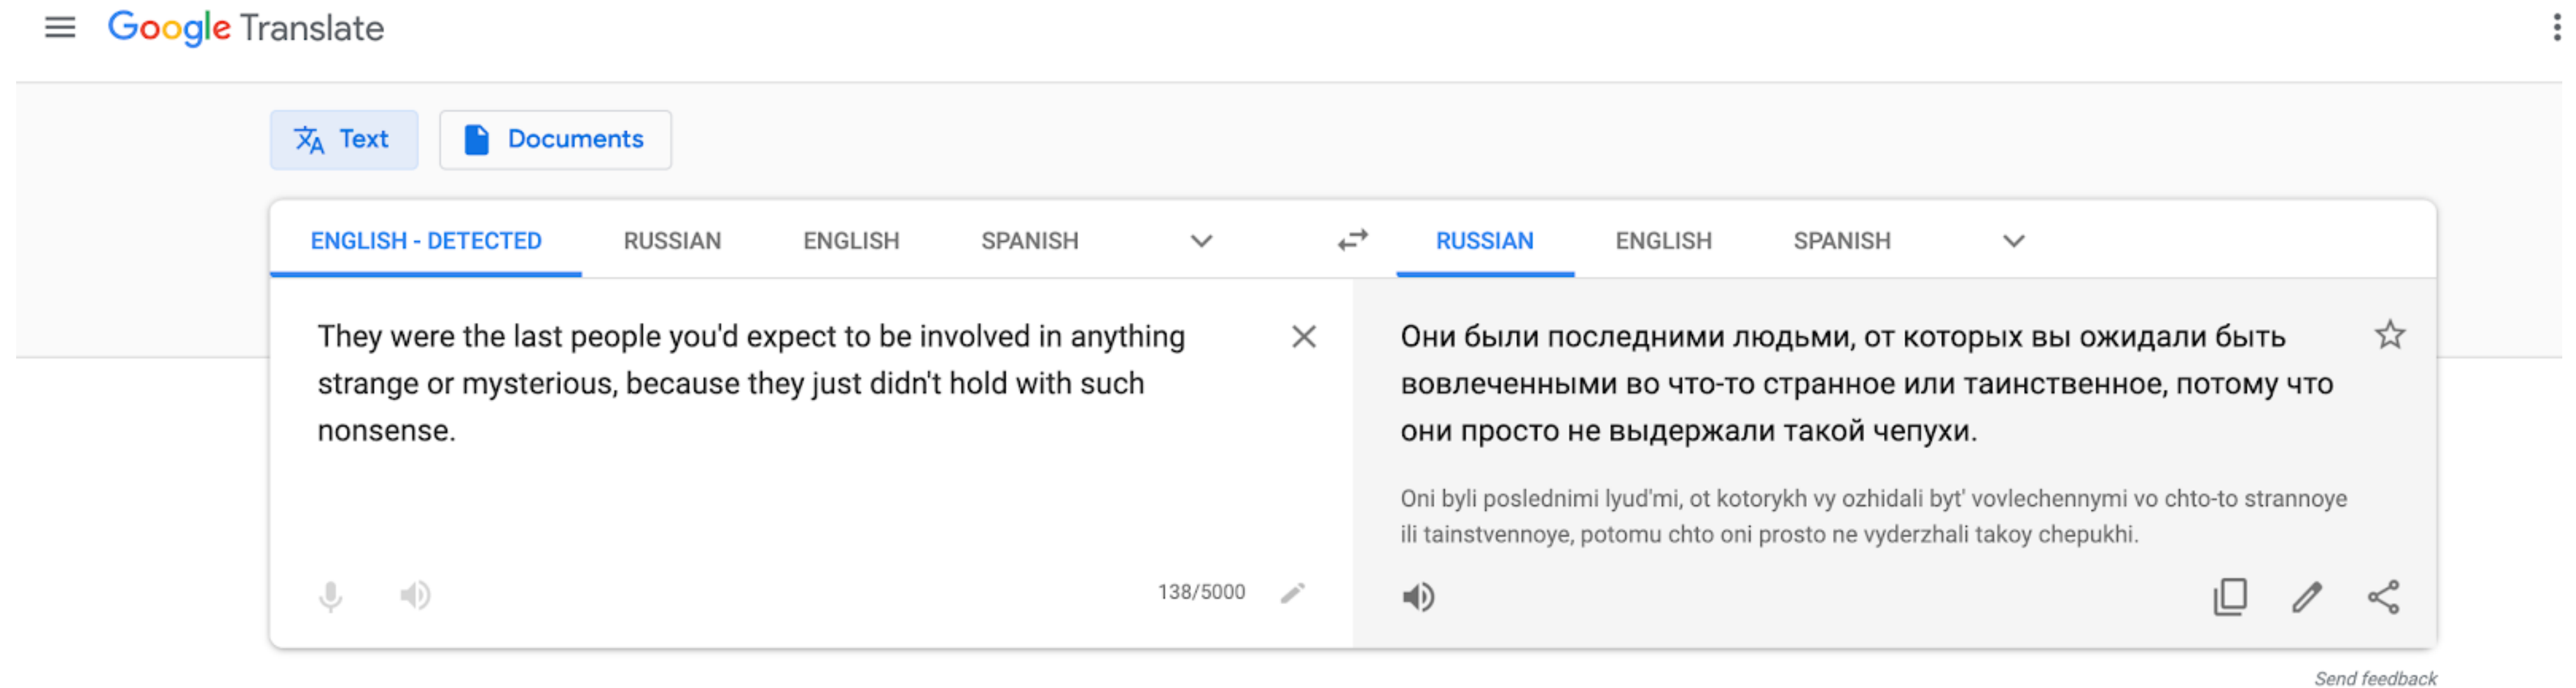 Google Translate
Text
Documents
ENGLISH - DETECTED RUSSIAN ENGLISH SPANISH
RUSSIAN ENGLISH SPANISH
They were the last people you'd expect to be involved in anything
strange or mysterious, because they just didn't hold with such
nonsense.
138/5000
Они были последними людьми, от которых вы ожидали быть
вовлеченными во что-то странное или таинственное, потому что
они просто не выдержали такой чепухи.
Oni byli poslednimi lyud'mi, ot kotorykh vy ozhidali byt' vovlechennymi vo chto-to strannoye
ili tainstvennoye, potomu chto oni prosto ne vyderzhali takoy chepukhi.
Send feedback